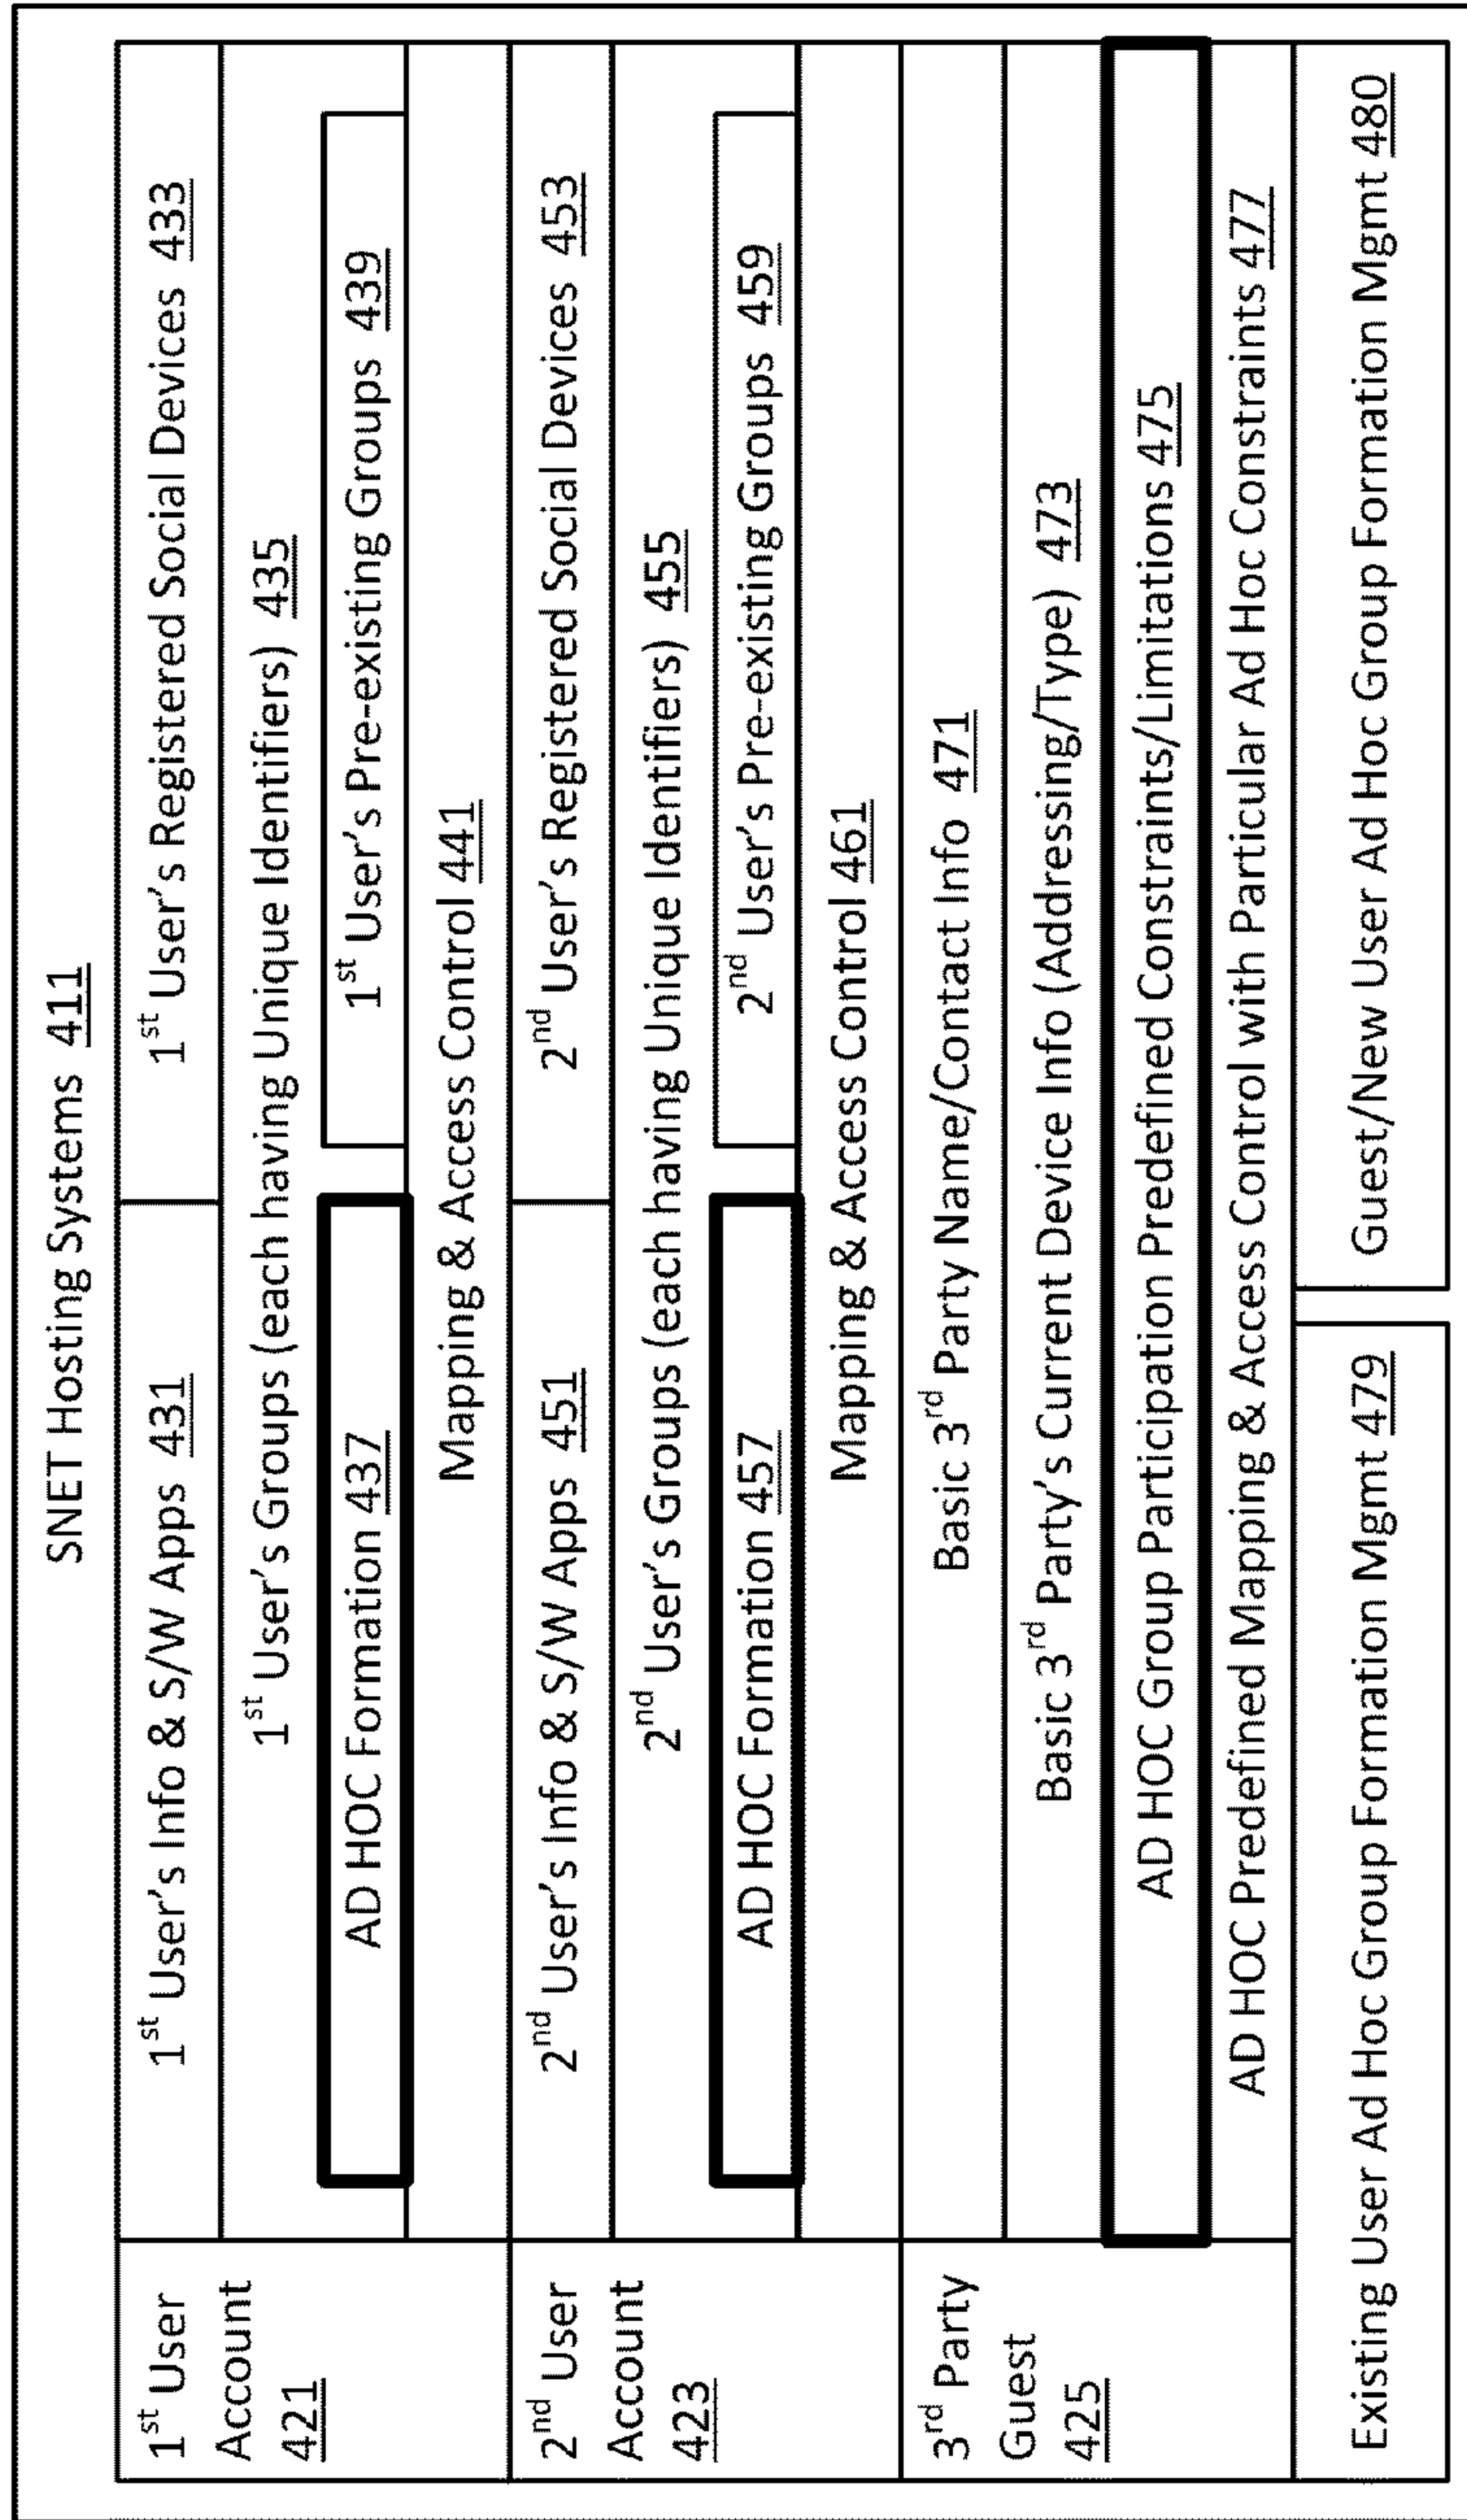 SNET Hosting Systems 411
1st User
Account
421
1st User's Info & S/W Apps 431
1st User's Registered Social Devices 433
1st User's Groups (each having Unique Identifiers) 435
AD HOC Formation 437
1st User's Pre-existing Groups 439
Mapping & Access Control 441
2nd User
Account
423
2nd User's Info & S/W Apps 451
2nd User's Registered Social Devices 453
2nd User's Groups (each having Unique Identifiers) 455
AD HOC Formation 457
2nd User's Pre-existing Groups 459
Mapping & Access Control 461
3rd Party
Guest
425
Basic 3rd Party Name/Contact Info 471
Basic 3rd Party's Current Device Info (Addressing/Type) 473
AD HOC Group Participation Predefined Constraints/Limitations 475
AD HOC Predefined Mapping & Access Control with Particular Ad Hoc Constraints 477
Existing User Ad Hoc Group Formation Mgmt 479
Guest/New User Ad Hoc Group Formation Mgmt 480